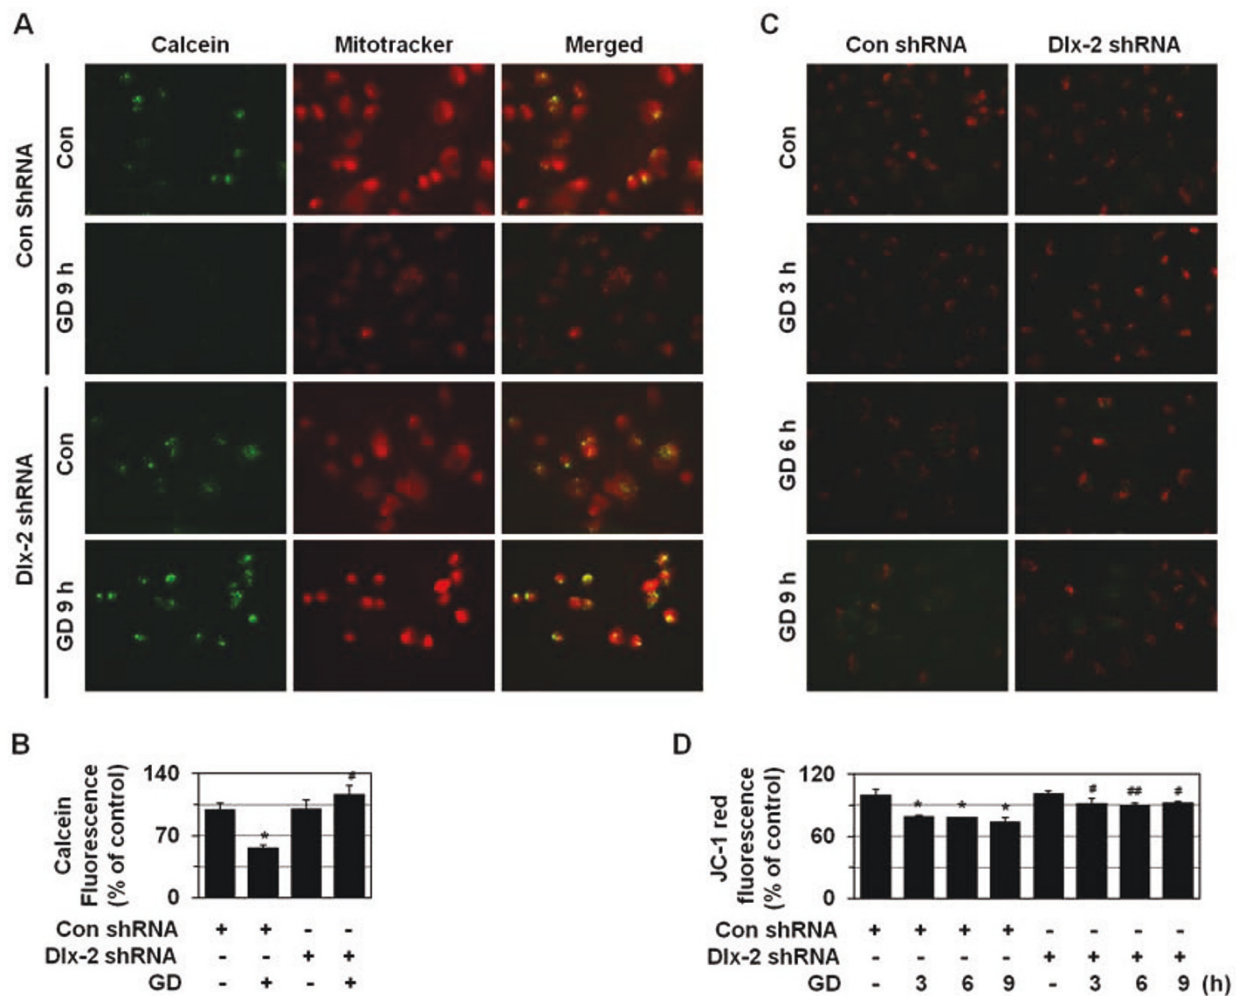 A
Calcein Mitotracker Merged
Con ShRNA
Con
GD 9 h
Dlx-2 shRNA
Con
GD 9 h
C
Con shRNA Dlx-2 shRNA
Con
GD 3 h
GD 6 h
GD 9 h
B
Calcein
Fluorescence
(% of control)
140
70
0
*
#
Con shRNA + + - -
Dlx-2 shRNA - - + +
GD - + - +
D
JC-1 red
fluorescence
(% of control)
120
60
0
* * * # ## #
Con shRNA + + + + - - - -
Dlx-2 shRNA - - - - + + + +
GD - 3 6 9 - 3 6 9 (h)